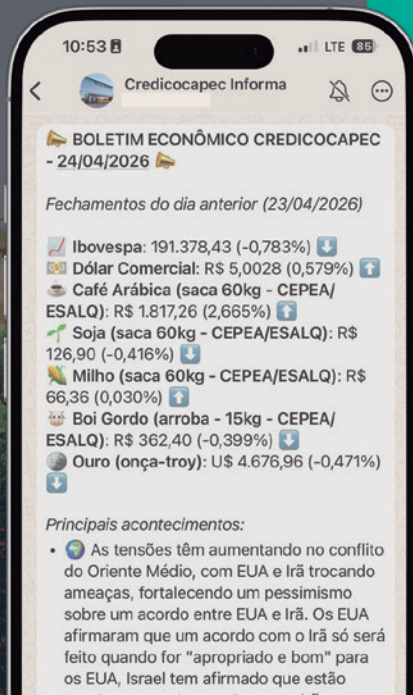 10:53
LTE 85
Credicocapec Informa
BOLETIM ECONÔMICO CREDICOCAPEC
- 24/04/2026
Fechamentos do dia anterior (23/04/2026)
Ibovespa: 191.378,43 (-0,783%)
Dólar Comercial: R$ 5,0028 (0,579%)
Café Arábica (saca 60kg - CEPEA/
ESALQ): R$ 1.817,26 (2,665%)
Soja (saca 60kg - CEPEA/ESALQ): R$
126,90 (-0,416%)
Milho (saca 60kg - CEPEA/ESALQ): R$
66,36 (0,030%)
Boi Gordo (arroba - 15kg - CEPEA/
ESALQ): R$ 362,40 (-0,399%)
Ouro (onça-troy): U$ 4.676,96 (-0,471%)
Principais acontecimentos:
• As tensões têm aumentando no conflito
do Oriente Médio, com EUA e Irã trocando
ameaças, fortalecendo um pessimismo
sobre um acordo entre EUA e Irã. Os EUA
afirmaram que um acordo com o Irã só será
feito quando for "apropriado e bom" para
os EUA, Israel tem afirmado que estão